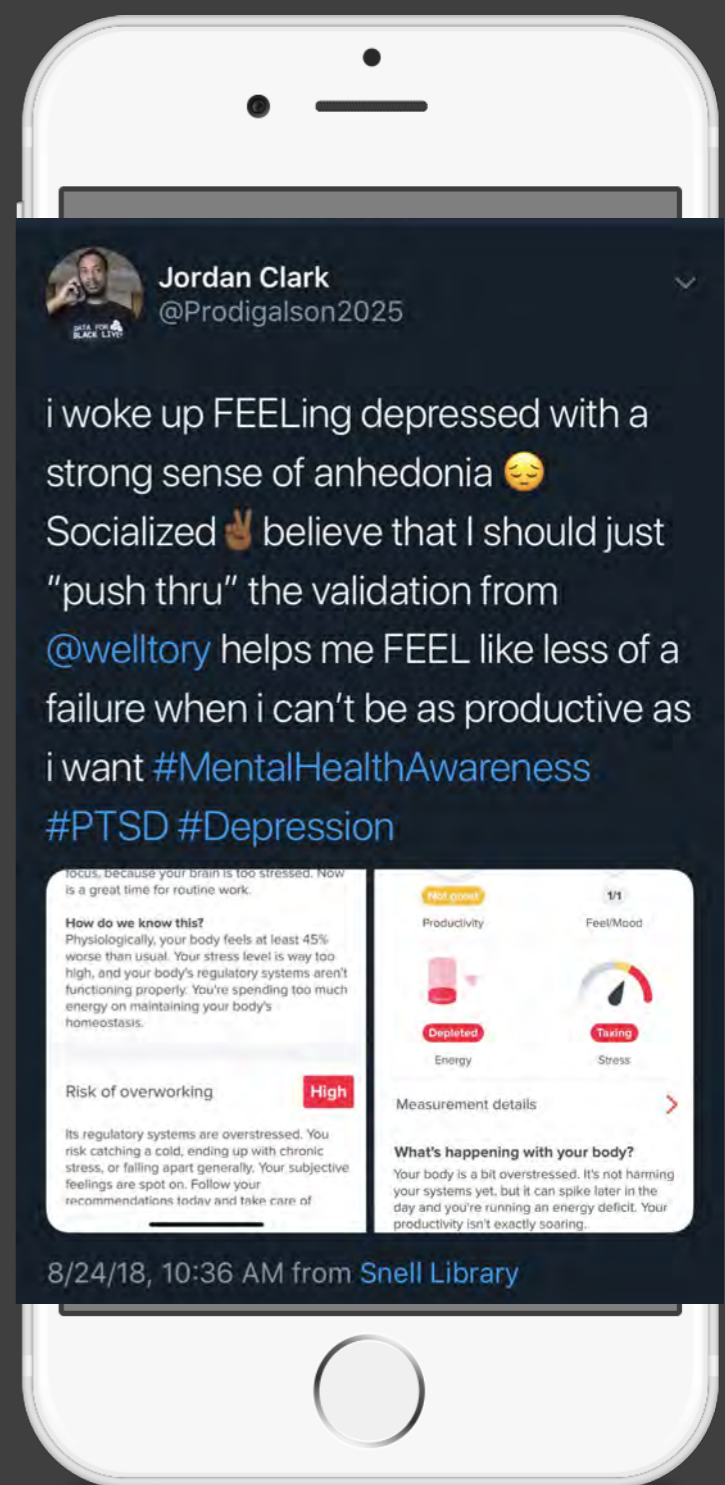 DATA FOR
BLACK LIVES
Jordan Clark
@Prodigalson2025
i woke up FEELing depressed with a
strong sense of anhedonia 😔
Socialized✌🏾 believe that I should just
"push thru" the validation from
@welltory helps me FEEL like less of a
failure when i can't be as productive as
i want #MentalHealthAwareness
#PTSD #Depression
focus, because your brain is too stressed. Now
is a great time for routine work.
How do we know this?
Physiologically, your body feels at least 45%
worse than usual. Your stress level is way too
high, and your body's regulatory systems aren't
functioning properly. You're spending too much
energy on maintaining your body's
homeostasis.
Risk of overworking
High
Its regulatory systems are overstressed. You
risk catching a cold, ending up with chronic
stress, or falling apart generally. Your subjective
feelings are spot on. Follow your
recommendations today and take care of
Not good
1/1
Productivity
Feel/Mood
Depleted
Taxing
Energy
Stress
Measurement details
What's happening with your body?
Your body is a bit overstressed. It's not harming
your systems yet, but it can spike later in the
day and you're running an energy deficit. Your
productivity isn't exactly soaring.
8/24/18, 10:36 AM from Snell Library